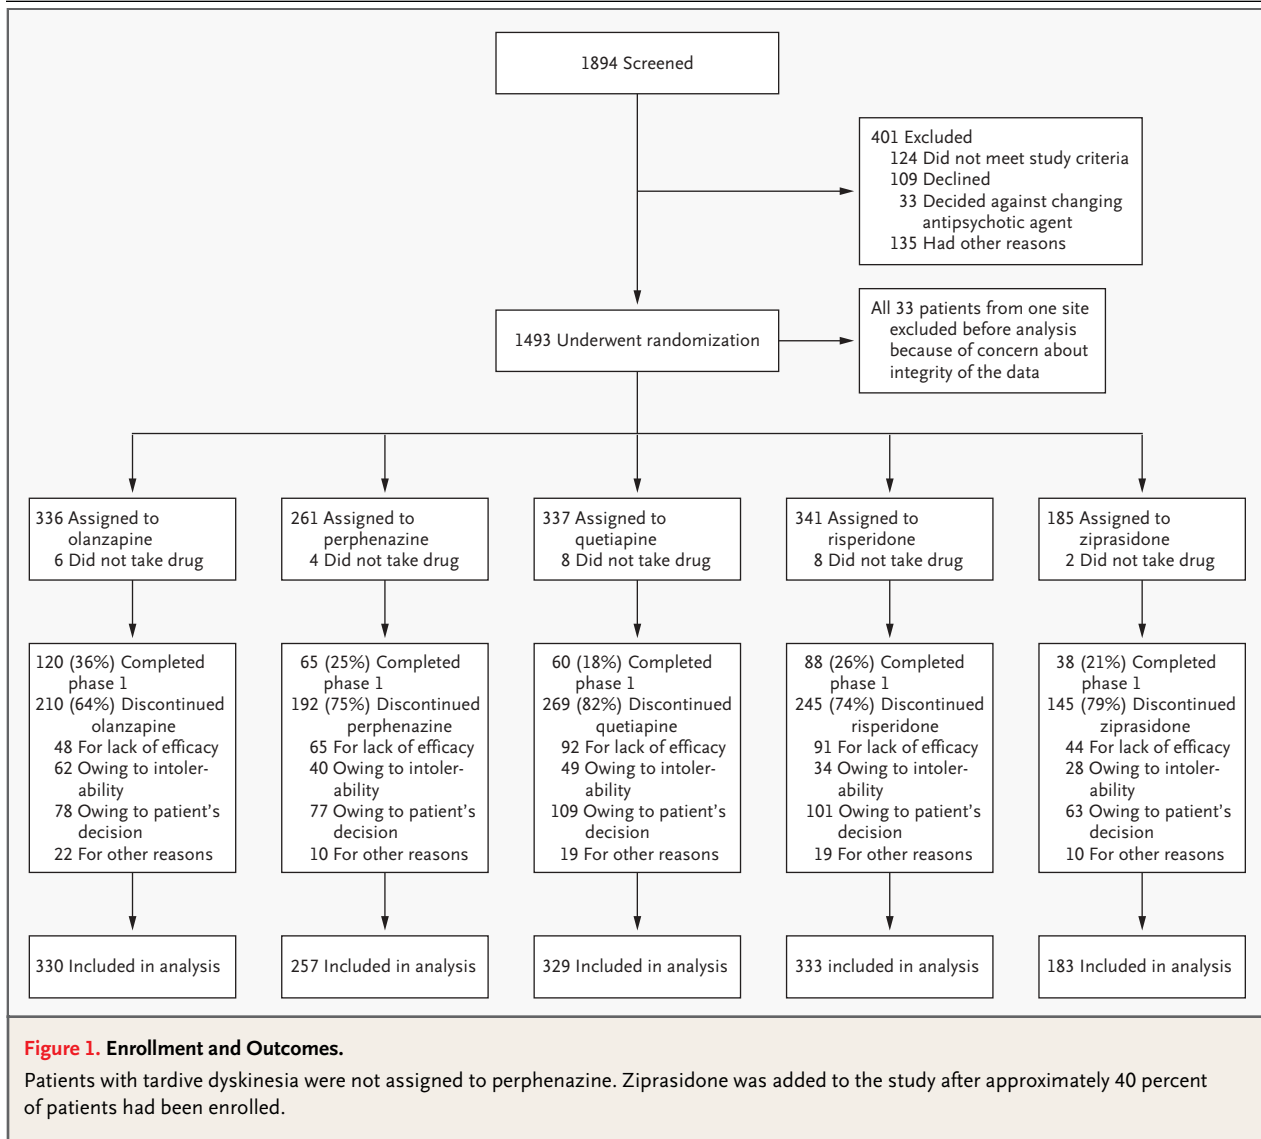 1894 Screened
401 Excluded
124 Did not meet study criteria
109 Declined
33 Decided against changing
antipsychotic agent
135 Had other reasons
1493 Underwent randomization
All 33 patients from one site
excluded before analysis
because of concern about
integrity of the data
336 Assigned to
olanzapine
6 Did not take drug
261 Assigned to
perphenazine
4 Did not take drug
337 Assigned to
quetiapine
8 Did not take drug
341 Assigned to
risperidone
8 Did not take drug
185 Assigned to
ziprasidone
2 Did not take drug
120 (36%) Completed
phase 1
210 (64%) Discontinued
olanzapine
48 For lack of efficacy
62 Owing to intoler-
ability
78 Owing to patient's
decision
22 For other reasons
65 (25%) Completed
phase 1
192 (75%) Discontinued
perphenazine
65 For lack of efficacy
40 Owing to intoler-
ability
77 Owing to patient's
decision
10 For other reasons
60 (18%) Completed
phase 1
269 (82%) Discontinued
quetiapine
92 For lack of efficacy
49 Owing to intoler-
ability
109 Owing to patient's
decision
19 For other reasons
88 (26%) Completed
phase 1
245 (74%) Discontinued
risperidone
91 For lack of efficacy
34 Owing to intoler-
ability
101 Owing to patient's
decision
19 For other reasons
38 (21%) Completed
phase 1
145 (79%) Discontinued
ziprasidone
44 For lack of efficacy
28 Owing to intoler-
ability
63 Owing to patient's
decision
10 For other reasons
330 Included in analysis
257 Included in analysis
329 Included in analysis
333 included in analysis
183 Included in analysis
Figure 1. Enrollment and Outcomes.
Patients with tardive dyskinesia were not assigned to perphenazine. Ziprasidone was added to the study after approximately 40 percent
of patients had been enrolled.